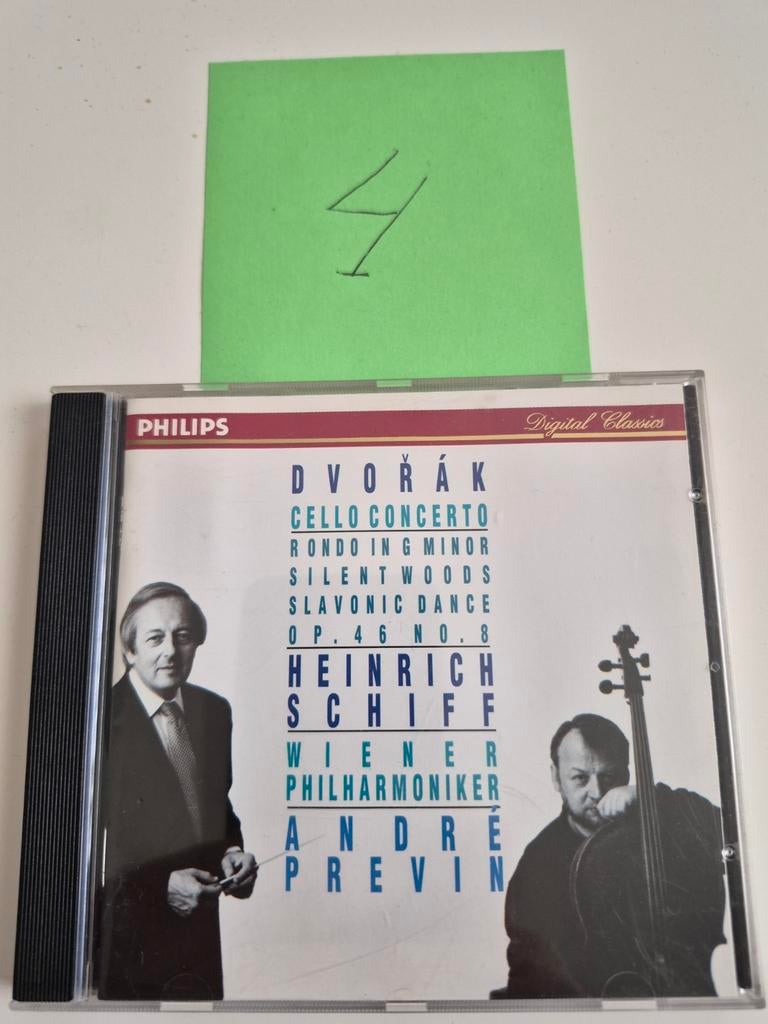 4
PHILIPS
Digital Classics
DVOŘÁK
CELLO CONCERTO
RONDO IN G MINOR
SILENT WOODS
SLAVONIC DANCE
OP.46 NO.8
HEINRICH
SCHIFF
WIENER
PHILHARMONIKER
ANDRÉ
PREVIN